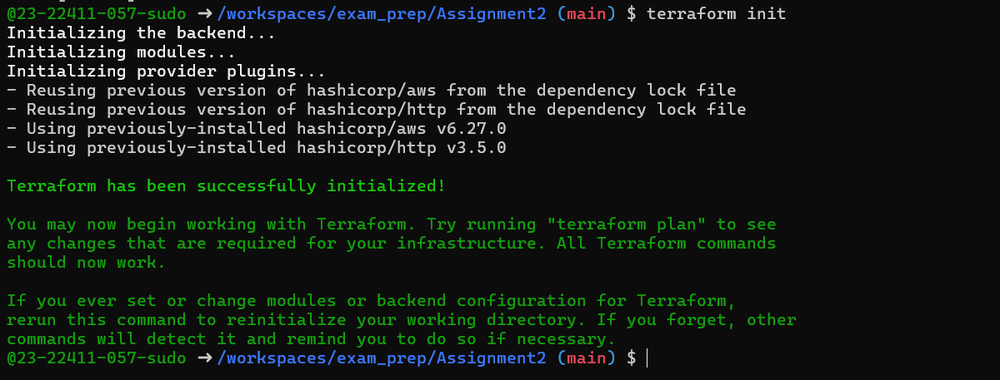 @23-22411-057-sudo ➜ /workspaces/exam_prep/Assignment2 (main) $ terraform init
Initializing the backend...
Initializing modules...
Initializing provider plugins...
- Reusing previous version of hashicorp/aws from the dependency lock file
- Reusing previous version of hashicorp/http from the dependency lock file
- Using previously-installed hashicorp/aws v6.27.0
- Using previously-installed hashicorp/http v3.5.0
Terraform has been successfully initialized!
You may now begin working with Terraform. Try running "terraform plan" to see
any changes that are required for your infrastructure. All Terraform commands
should now work.
If you ever set or change modules or backend configuration for Terraform,
rerun this command to reinitialize your working directory. If you forget, other
commands will detect it and remind you to do so if necessary.
@23-22411-057-sudo ➜ /workspaces/exam_prep/Assignment2 (main) $